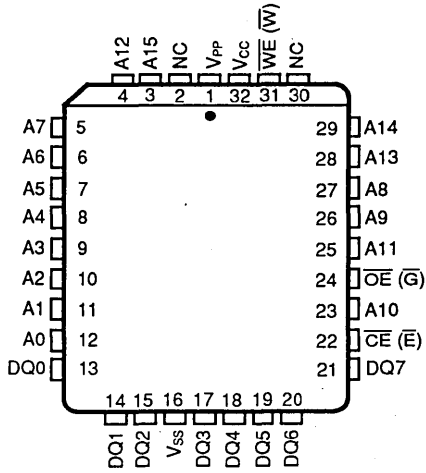 A12 A15 NC VPP VCC WE (W) NC
4 3 2 1 32 31 30
A7 5 29 A14
A6 6 28 A13
A5 7 27 A8
A4 8 26 A9
A3 9 25 A11
A2 10 24 OE (G)
A1 11 23 A10
A0 12 22 CE (E)
DQ0 13 21 DQ7
14 15 16 17 18 19 20
DQ1 DQ2 VSS DQ3 DQ4 DQ5 DQ6